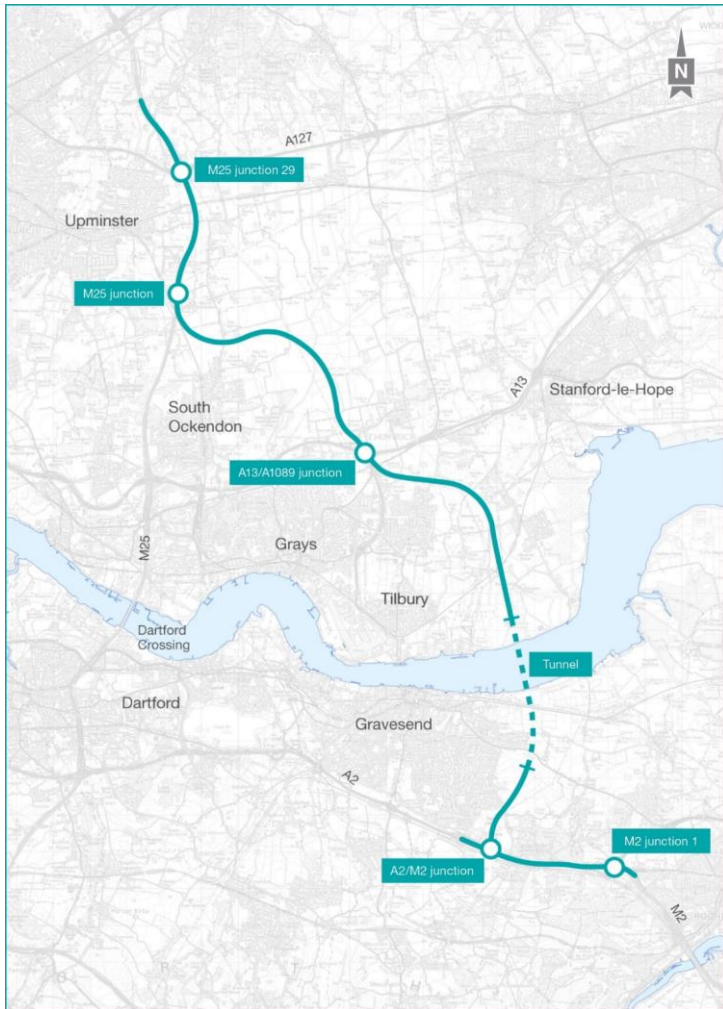 N
A127
M25 junction 29
Upminster
M25 junction
A13
Stanford-le-Hope
South
Ockendon
A13/A1089 junction
M25
Grays
Tilbury
Dartford
Crossing
Tunnel
Dartford
Gravesend
A2
M2 junction 1
A2/M2 junction
M2